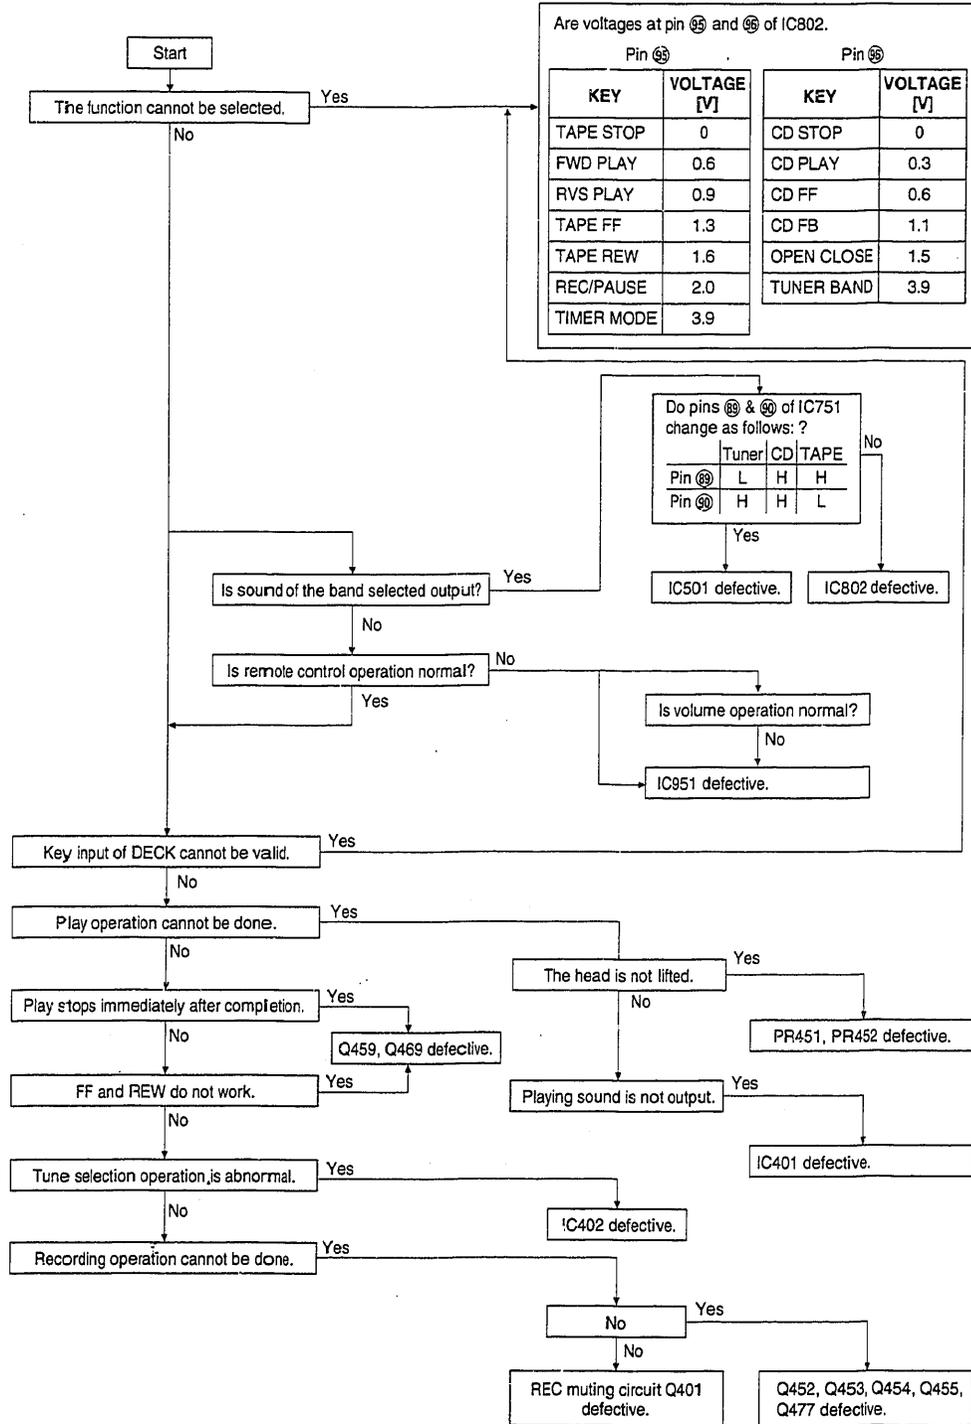 Start
The function cannot be selected.
Yes
No
Are voltages at pin 95 and 96 of IC802.
Pin 95
Pin 96
KEY VOLTAGE [V]
KEY VOLTAGE [V]
TAPE STOP 0
CD STOP 0
FWD PLAY 0.6
CD PLAY 0.3
RVS PLAY 0.9
CD FF 0.6
TAPE FF 1.3
CD FB 1.1
TAPE REW 1.6
OPEN CLOSE 1.5
REC/PAUSE 2.0
TUNER BAND 3.9
TIMER MODE 3.9
Do pins 89 & 90 of IC751
change as follows: ?
Tuner CD TAPE
Pin 89 L H H
Pin 90 H H L
No
Yes
IC501 defective.
IC802 defective.
Is sound of the band selected output?
Yes
No
Is remote control operation normal?
No
Yes
Is volume operation normal?
No
IC951 defective.
Key input of DECK cannot be valid.
Yes
No
Play operation cannot be done.
Yes
No
The head is not lifted.
Yes
No
PR451, PR452 defective.
Play stops immediately after completion.
Yes
No
Q459, Q469 defective.
FF and REW do not work.
Yes
No
Playing sound is not output.
Yes
IC401 defective.
Tune selection operation is abnormal.
Yes
No
IC402 defective.
Recording operation cannot be done.
Yes
No
Yes
No
REC muting circuit Q401
defective.
Q452, Q453, Q454, Q455,
Q477 defective.